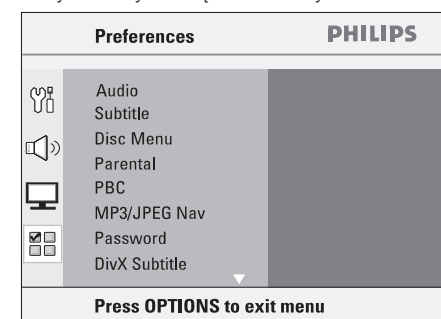 Preferences PHILIPS
Audio
Subtitle
Disc Menu
Parental
PBC
MP3/JPEG Nav
Password
DivX Subtitle
Press OPTIONS to exit menu